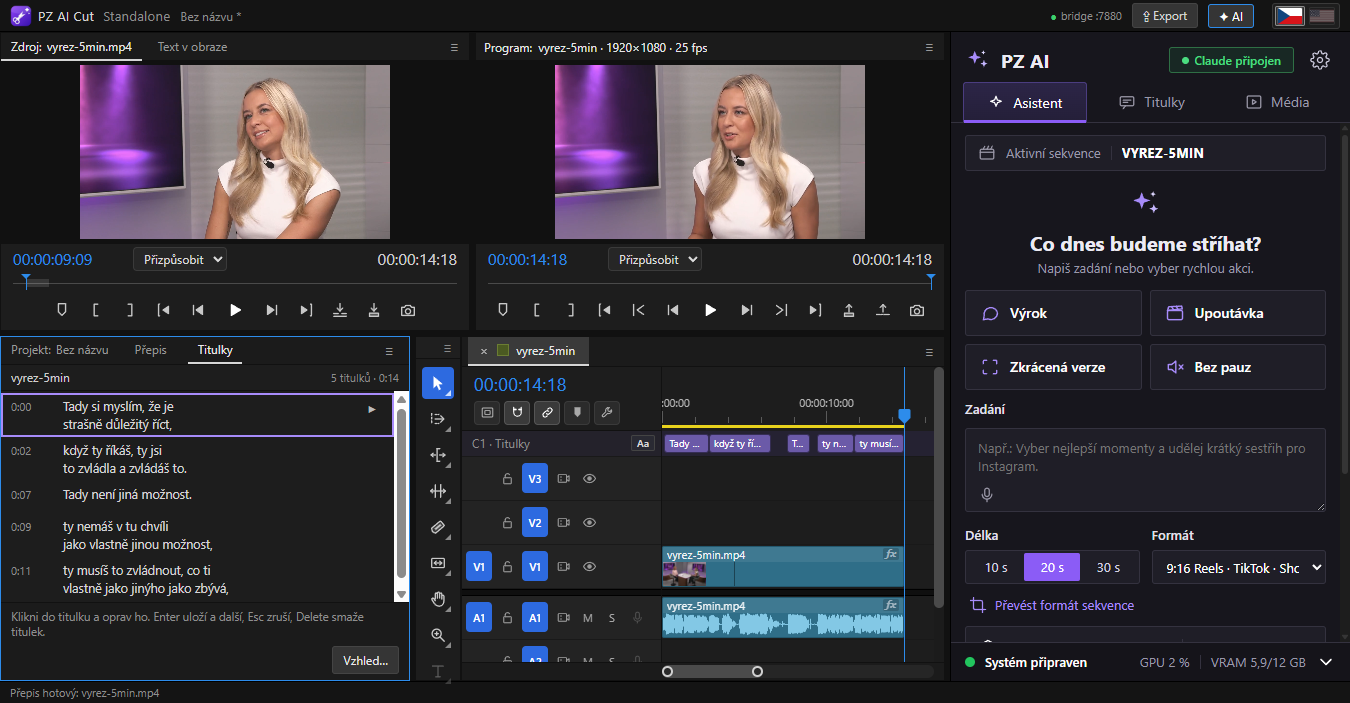 PZ AI Cut Standalone Bez názvu *
bridge :7880
Export
AI
Zdroj: vyrez-5min.mp4
Text v obraze
Program: vyrez-5min · 1920×1080 · 25 fps
00:00:09:09
Přizpůsobit
00:00:14:18
00:00:14:18
Přizpůsobit
00:00:14:18
Projekt: Bez názvu
Přepis
Titulky
vyrez-5min
5 titulků · 0:14
0:00
Tady si myslím, že je
strašně důležitý říct,
0:02
když ty říkáš, ty jsi
to zvládla a zvládáš to.
0:07
Tady není jiná možnost.
0:09
ty nemáš v tu chvíli
jako vlastně jinou možnost,
0:11
ty musíš to zvládnout, co ti
vlastně jako jinýho jako zbývá,
Klikni do titulku a oprav ho. Enter uloží a další, Esc zruší, Delete smaže
titulek.
Vzhled...
Přepis hotový: vyrez-5min.mp4
vyrez-5min
00:00:14:18
:00:00
00:00:10:00
C1 · Titulky
Aa
Tady ...
když ty ří...
T...
ty n...
ty musí...
V3
V2
V1
V1
vyrez-5min.mp4
fx
A1
A1
M
S
vyrez-5min.mp4
fx
A2
M
S
PZ AI
Claude připojen
Asistent
Titulky
Média
Aktivní sekvence
VYREZ-5MIN
Co dnes budeme stříhat?
Napiš zadání nebo vyber rychlou akci.
Výrok
Upoutávka
Zkrácená verze
Bez pauz
Zadání
Např.: Vyber nejlepší momenty a udělej krátký sestřih pro
Instagram.
Délka
Formát
10 s
20 s
30 s
9:16 Reels · TikTok · Sho
Převést formát sekvence
Systém připraven
GPU 2 %
VRAM 5,9/12 GB